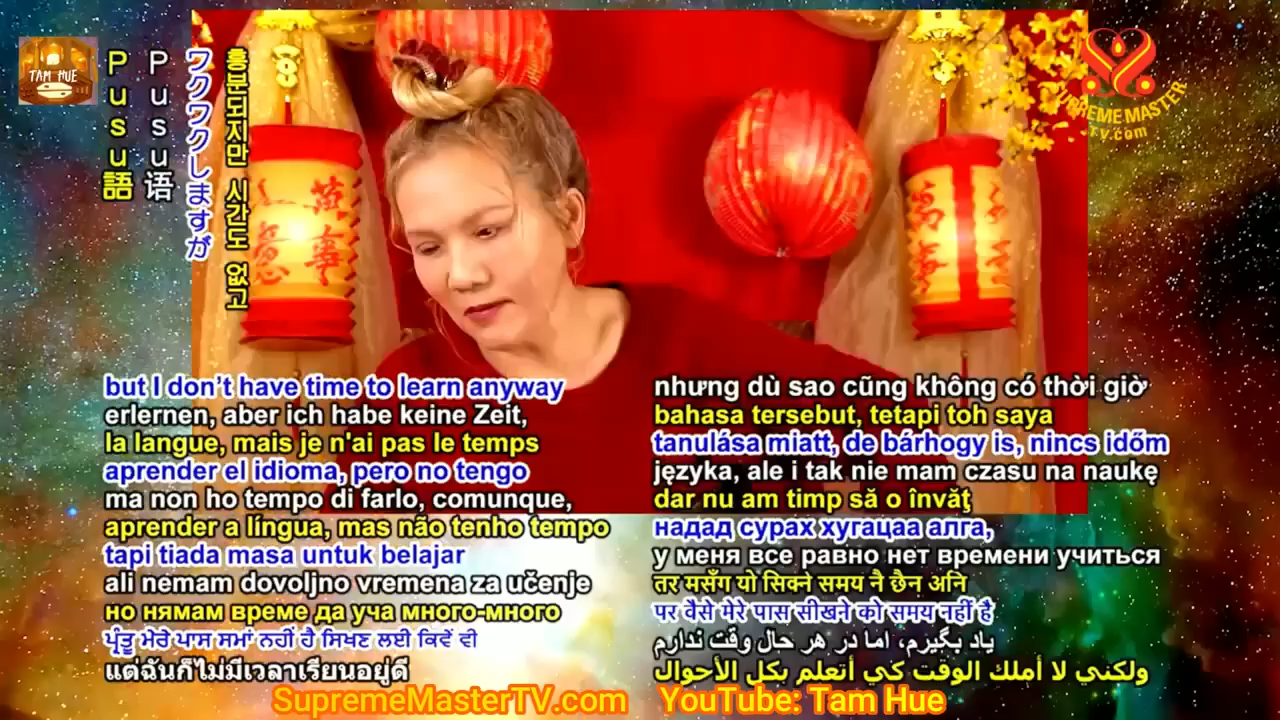 TAM HUE
Pusu語
Pusu语
ワクワクしますが
흥분되지만 시간도 없고
SUPREME MASTER
TV.com
萬
but I don’t have time to learn anyway
erlernen, aber ich habe keine Zeit,
la langue, mais je n'ai pas le temps
aprender el idioma, pero no tengo
ma non ho tempo di farlo, comunque,
aprender a língua, mas não tenho tempo
tapi tiada masa untuk belajar
ali nemam dovoljno vremena za učenje
но нямам време да уча много-много
ਪ੍ਰੰਤੂ ਮੇਰੇ ਪਾਸ ਸਮਾਂ ਨਹੀਂ ਹੈ ਸਿਖਣ ਲਈ ਕਿਵੇਂ ਵੀ
แต่ฉันก็ไม่มีเวลาเรียนอยู่ดี
nhưng dù sao cũng không có thời giờ
bahasa tersebut, tetapi toh saya
tanulása miatt, de bárhogy is, nincs időm
języka, ale i tak nie mam czasu na naukę
dar nu am timp să o învăţ
надад сурах хугацаа алга,
у меня все равно нет времени учиться
तर मसँग यो सिक्ने समय नै छैन अनि
पर वैसे मेरे पास सीखने को समय नहीं है
یاد بگیرم، اما در هر حال وقت ندارم
ولكني لا أملك الوقت كي أتعلم بكل الأحوال
SupremeMasterTV.com
YouTube: Tam Hue